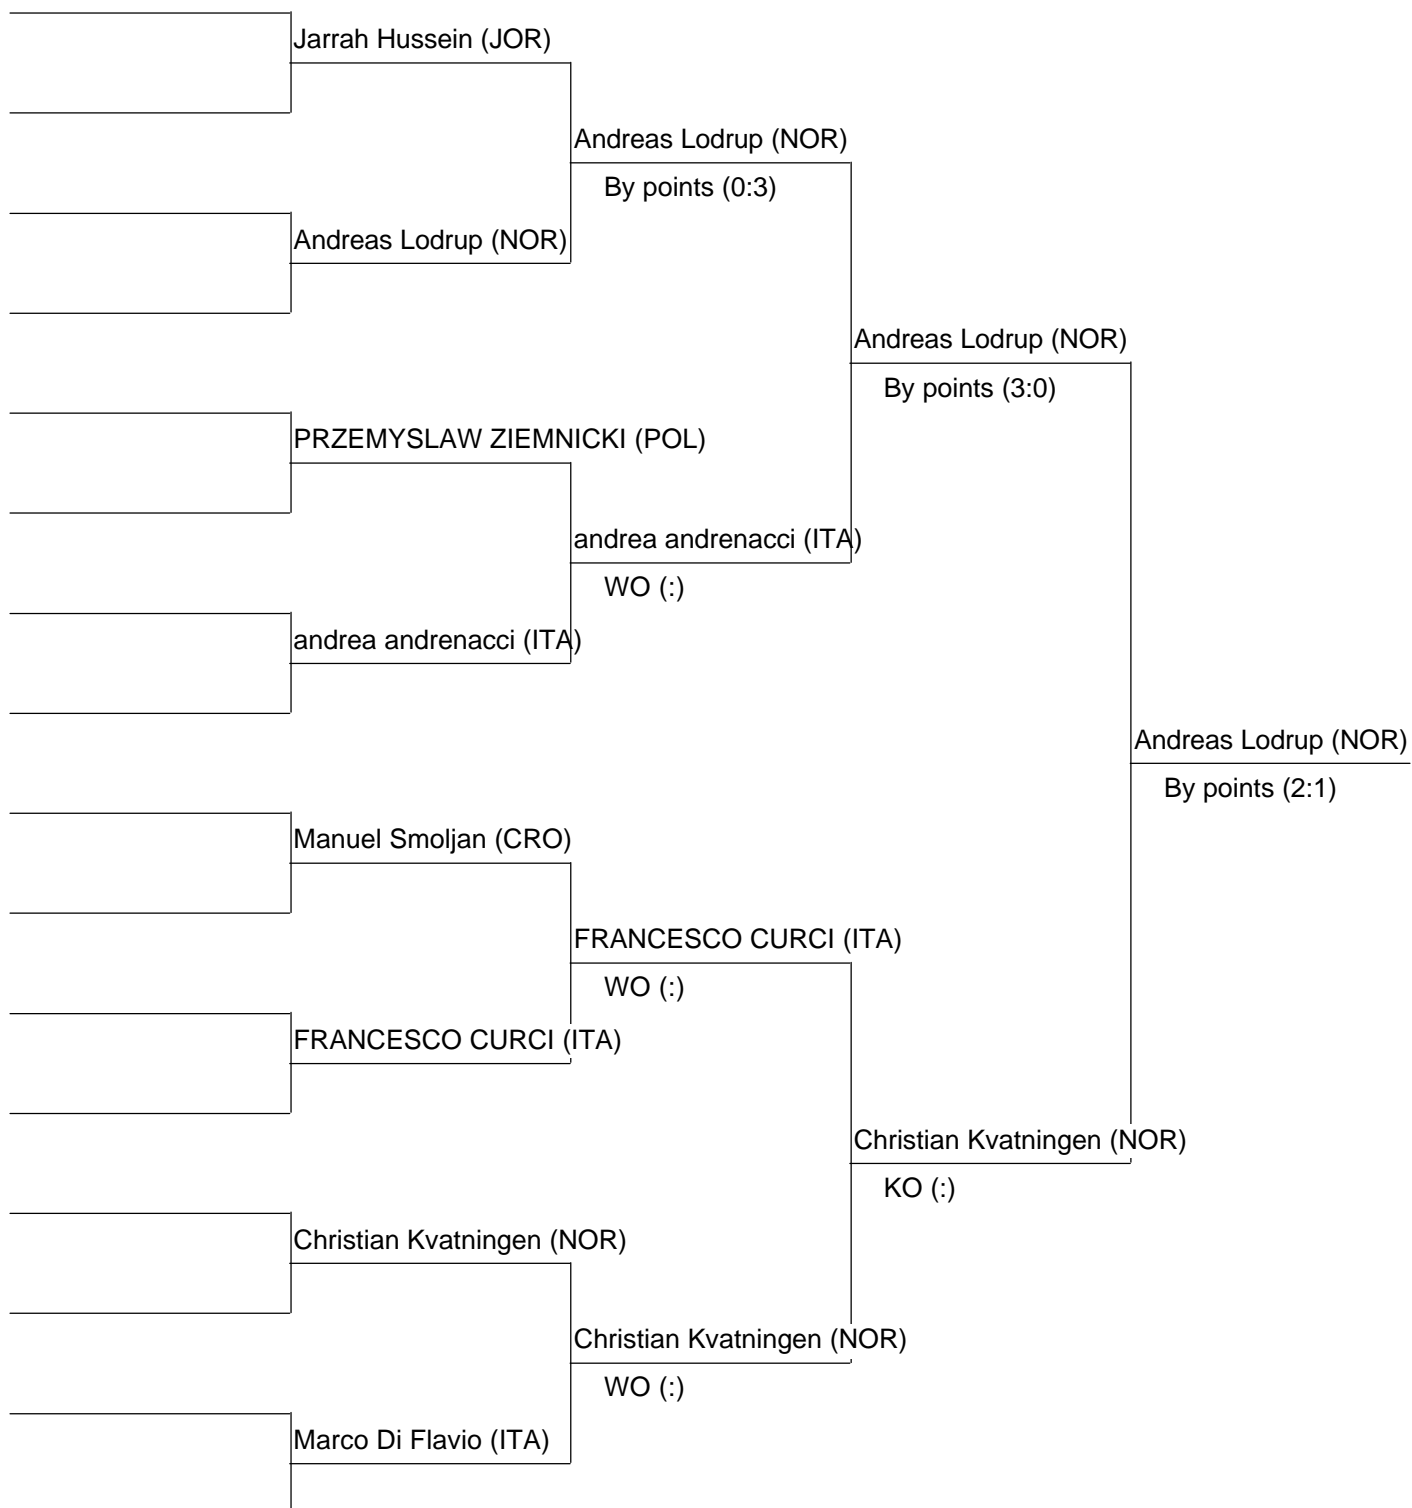 Jarrah Hussein (JOR)
Andreas Lodrup (NOR)
By points (0:3)
Andreas Lodrup (NOR)
Andreas Lodrup (NOR)
By points (3:0)
PRZEMYSLAW ZIEMNICKI (POL)
andrea andrenacci (ITA)
WO (:)
andrea andrenacci (ITA)
Andreas Lodrup (NOR)
By points (2:1)
Manuel Smoljan (CRO)
FRANCESCO CURCI (ITA)
WO (:)
FRANCESCO CURCI (ITA)
Christian Kvatningen (NOR)
KO (:)
Christian Kvatningen (NOR)
Christian Kvatningen (NOR)
WO (:)
Marco Di Flavio (ITA)